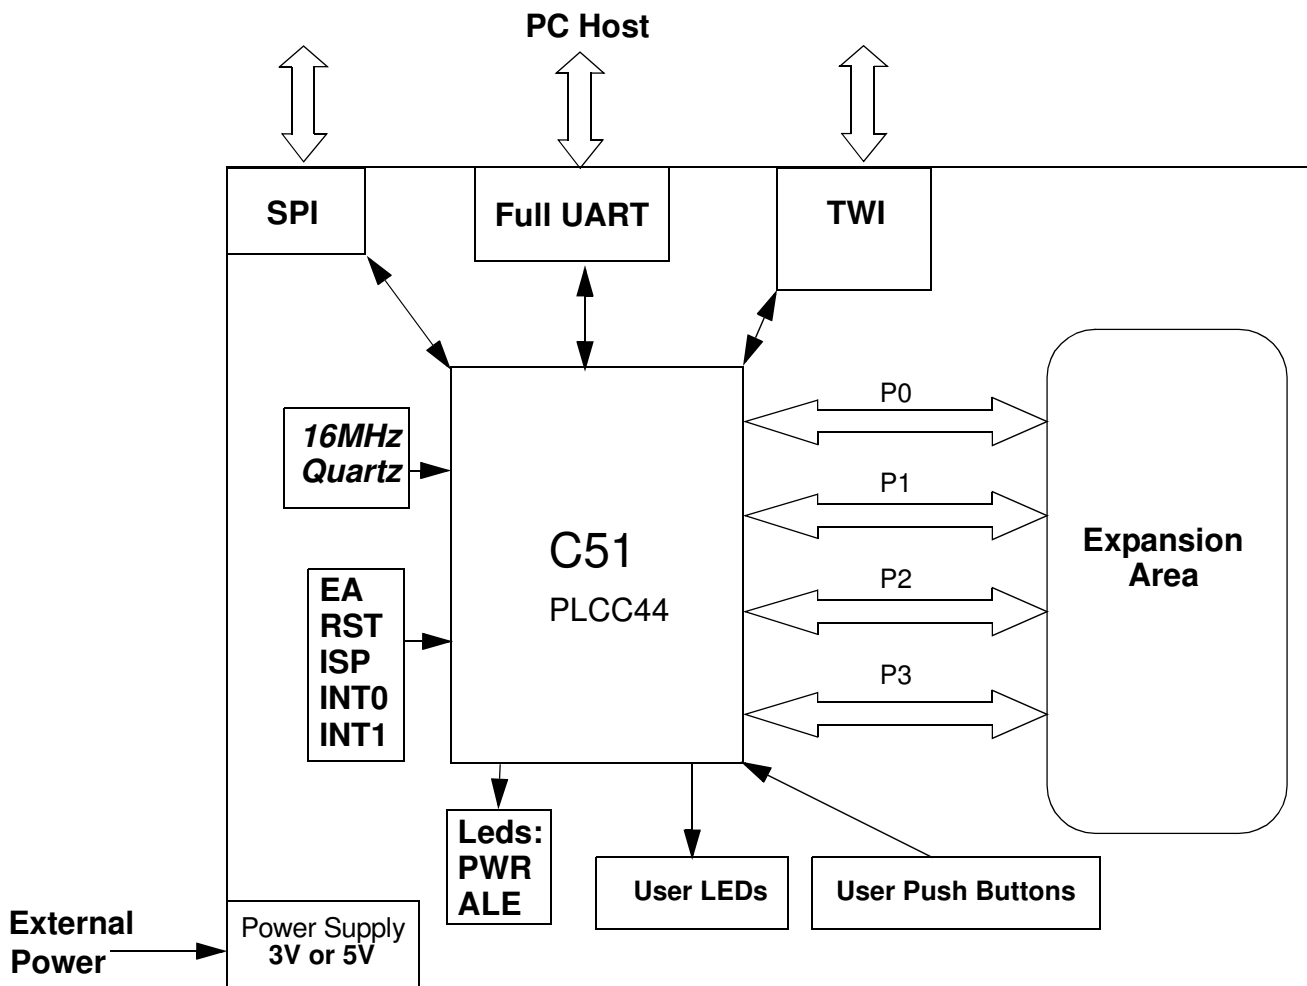 PC Host
SPI
Full UART
TWI
P0
16MHz
Quartz
P1
C51
PLCC44
Expansion
Area
EA
RST
ISP
INT0
INT1
P2
P3
Leds:
PWR
ALE
User LEDs
User Push Buttons
External
Power
Power Supply
3V or 5V